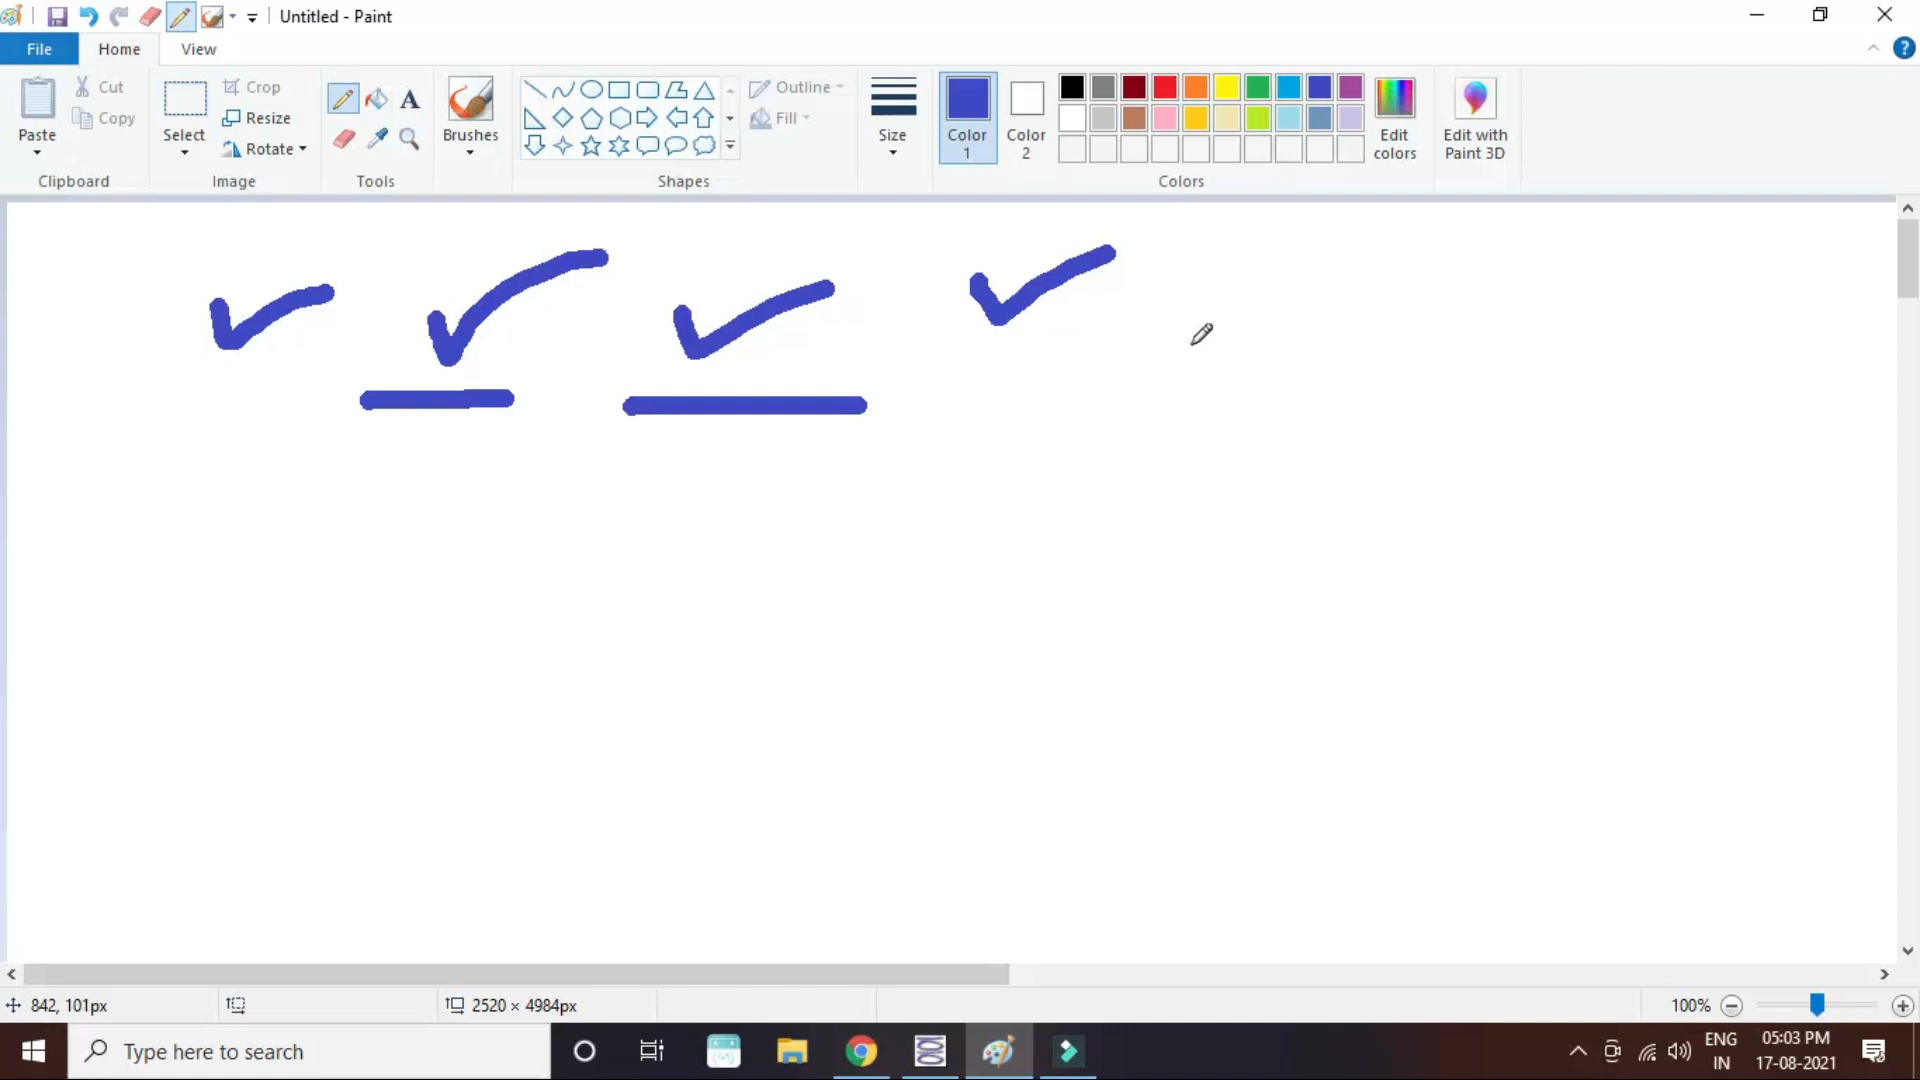 Untitled - Paint
File Home View
Paste
Cut
Copy
Clipboard
Select
Crop
Resize
Rotate
Image
A
Tools
Brushes
Shapes
Outline
Fill
Size
Color 1
Color 2
Colors
Edit colors
Edit with Paint 3D
842, 101px
2520 × 4984px
100%
Type here to search
ENG
IN
05:03 PM
17-08-2021